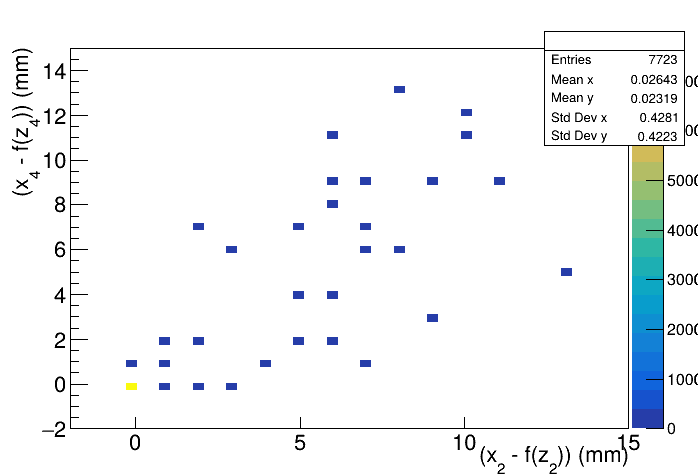 (x4 - f(z4)) (mm)
14
12
10
8
6
4
2
0
−2
0
5
10
15
(x2 - f(z2)) (mm)
Entries 7723
Mean x 0.02643
Mean y 0.02319
Std Dev x 0.4281
Std Dev y 0.4223
5000
4000
3000
2000
1000
0